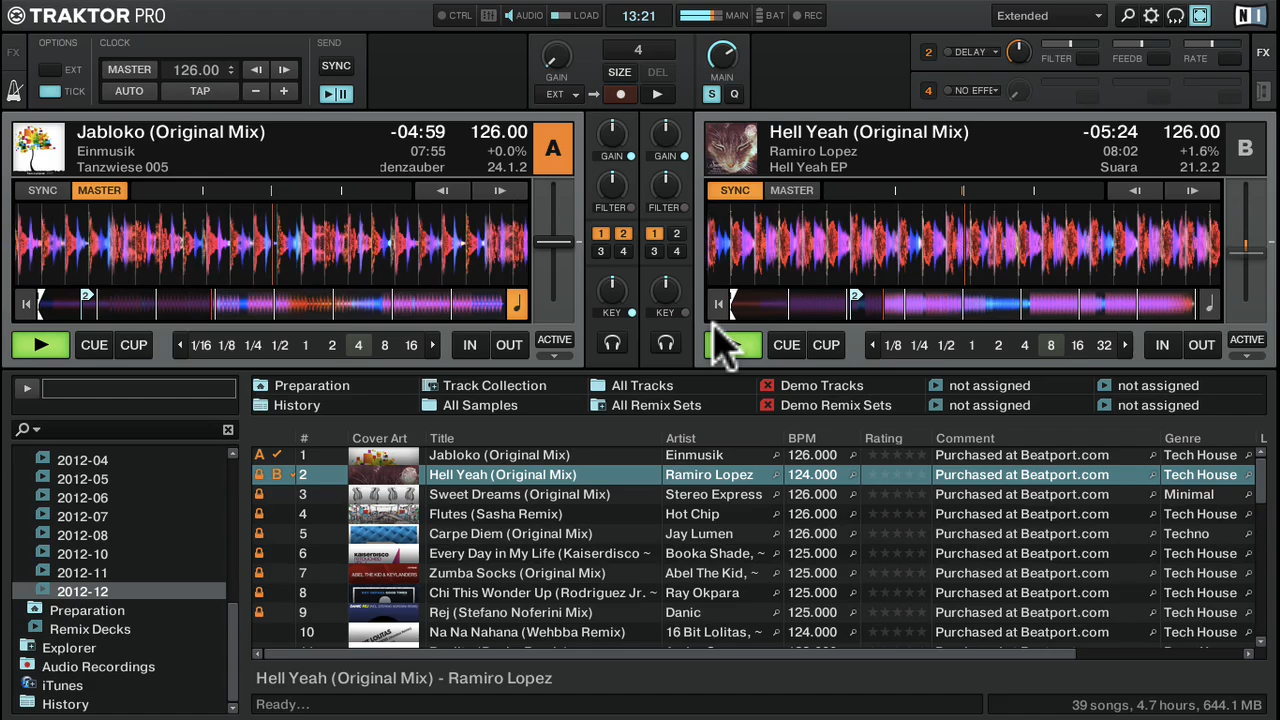 TRAKTOR PRO
CTRL AUDIO LOAD 13:21 MAIN BAT REC Extended
FX OPTIONS CLOCK SEND
EXT MASTER 126.00 SYNC
TICK AUTO TAP
GAIN 4 MAIN
SIZE DEL
EXT S Q
2 DELAY FILTER FEEDB. RATE FX
4 NO EFFE
Jabloko (Original Mix) -04:59 126.00 A
Einmusik 07:55 +0.0%
Tanzwiese 005 denzauber 24.1.2
SYNC MASTER
2
CUE CUP 1/16 1/8 1/4 1/2 1 2 4 8 16 IN OUT ACTIVE
GAIN GAIN
FILTER FILTER
1 2 1 2
3 4 3 4
KEY KEY
Hell Yeah (Original Mix) -05:24 126.00 B
Ramiro Lopez 08:02 +1.6%
Hell Yeah EP Suara 21.2.2
SYNC MASTER
2
CUE CUP 1/8 1/4 1/2 1 2 4 8 16 32 IN OUT ACTIVE
Preparation Track Collection All Tracks Demo Tracks not assigned not assigned
History All Samples All Remix Sets Demo Remix Sets not assigned not assigned
2012-04
2012-05
2012-06
2012-07
2012-08
2012-10
2012-11
2012-12
Preparation
Remix Decks
Explorer
Audio Recordings
iTunes
History
# Cover Art Title Artist BPM Rating Comment Genre L
A 1 Jabloko (Original Mix) Einmusik 126.000 Purchased at Beatport.com Tech House
B 2 Hell Yeah (Original Mix) Ramiro Lopez 124.000 Purchased at Beatport.com Tech House
3 Sweet Dreams (Original Mix) Stereo Express 126.000 Purchased at Beatport.com Minimal
4 Flutes (Sasha Remix) Hot Chip 126.000 Purchased at Beatport.com Tech House
5 Carpe Diem (Original Mix) Jay Lumen 126.000 Purchased at Beatport.com Techno
6 Every Day in My Life (Kaiserdisco ~ Booka Shade, ~ 125.000 Purchased at Beatport.com Tech House
7 Zumba Socks (Original Mix) Abel The Kid, ~ 125.000 Purchased at Beatport.com Tech House
8 Chi This Wonder Up (Rodriguez Jr. ~ Ray Okpara 125.000 Purchased at Beatport.com Tech House
9 Rej (Stefano Noferini Mix) Danic 125.000 Purchased at Beatport.com Tech House
10 Na Na Nahana (Wehbba Remix) 16 Bit Lolitas, ~ 124.000 Purchased at Beatport.com Tech House
Hell Yeah (Original Mix) - Ramiro Lopez
Ready... 39 songs, 4.7 hours, 644.1 MB